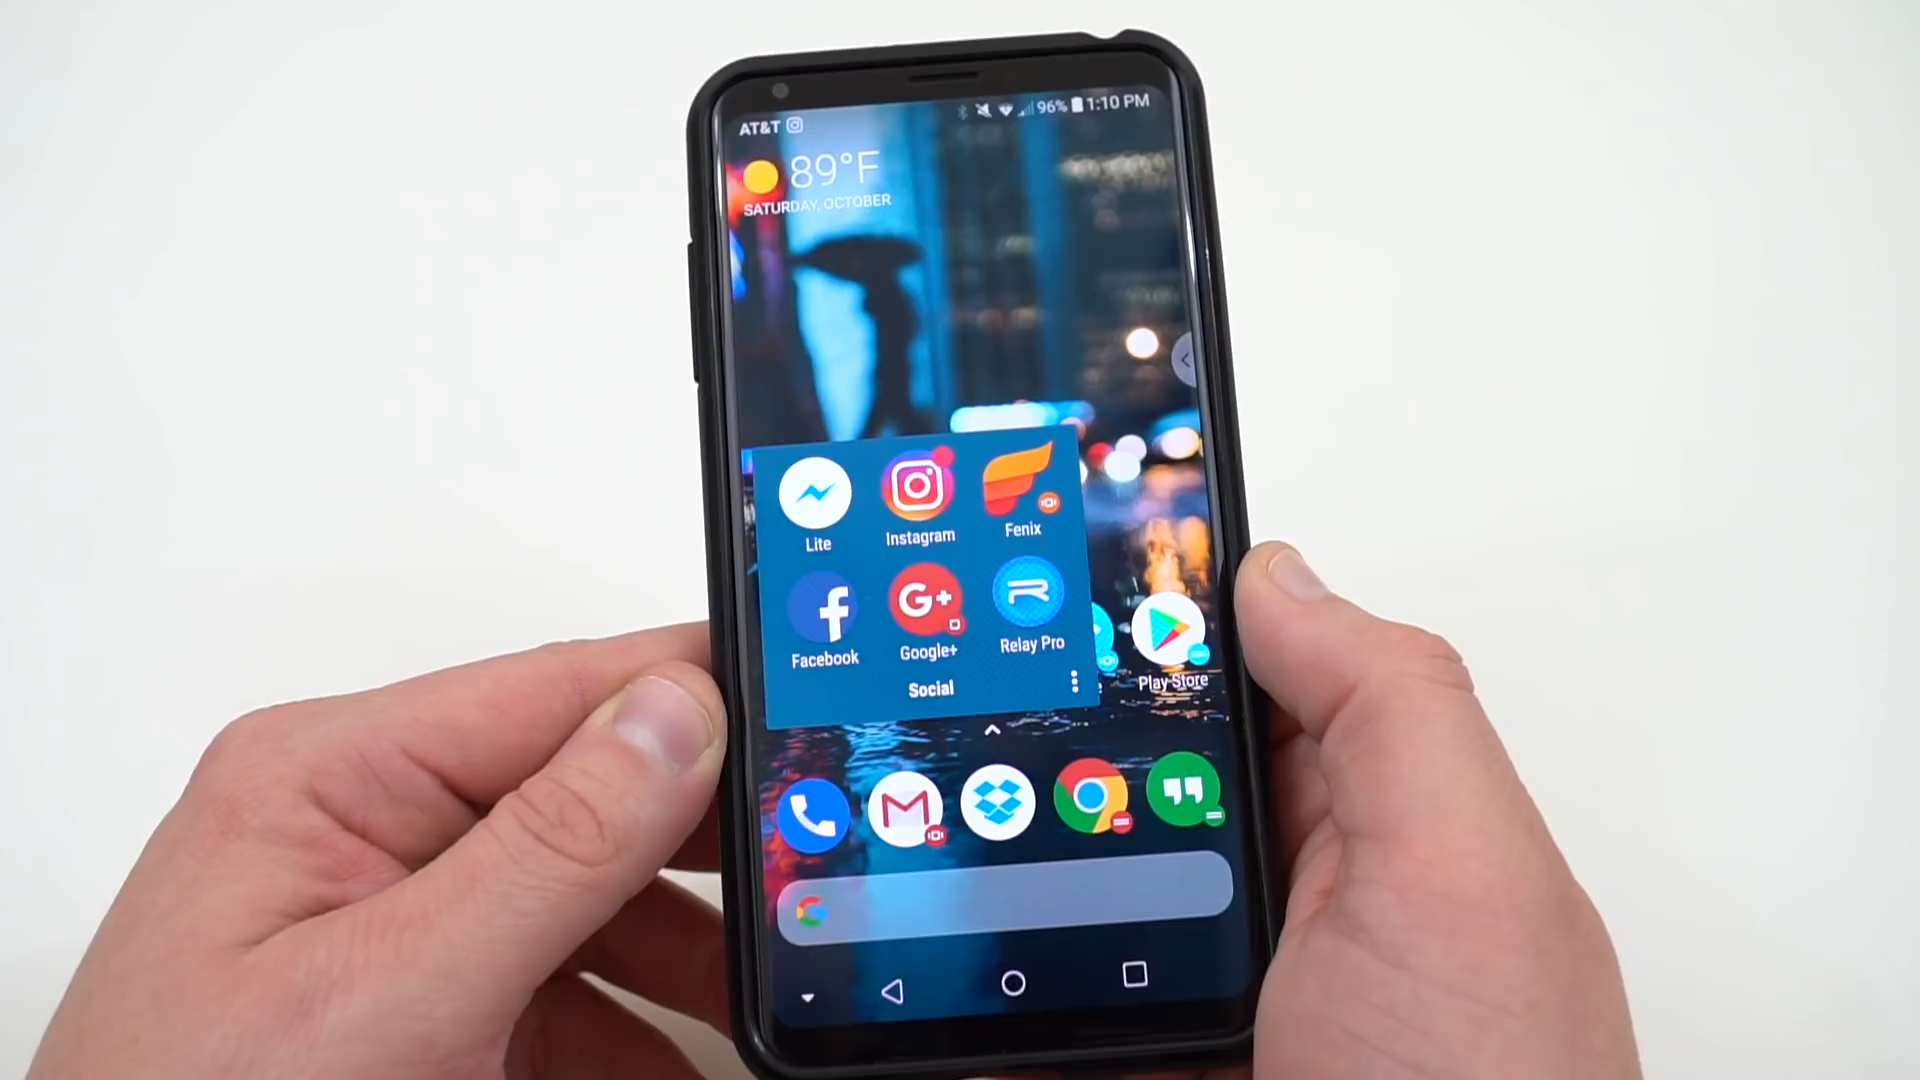 AT&T
96% 1:10 PM
89°F
SATURDAY, OCTOBER
Lite
Instagram
Fenix
Facebook
G+
Google+
Relay Pro
Social
Play Store